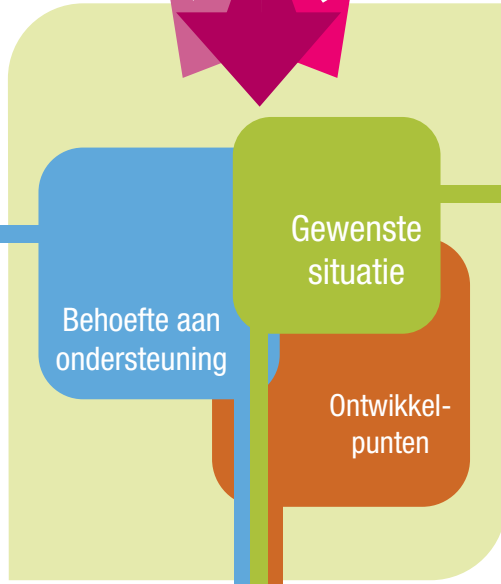 Gewenste
situatie
Behoefte aan
ondersteuning
Ontwikkel-
punten